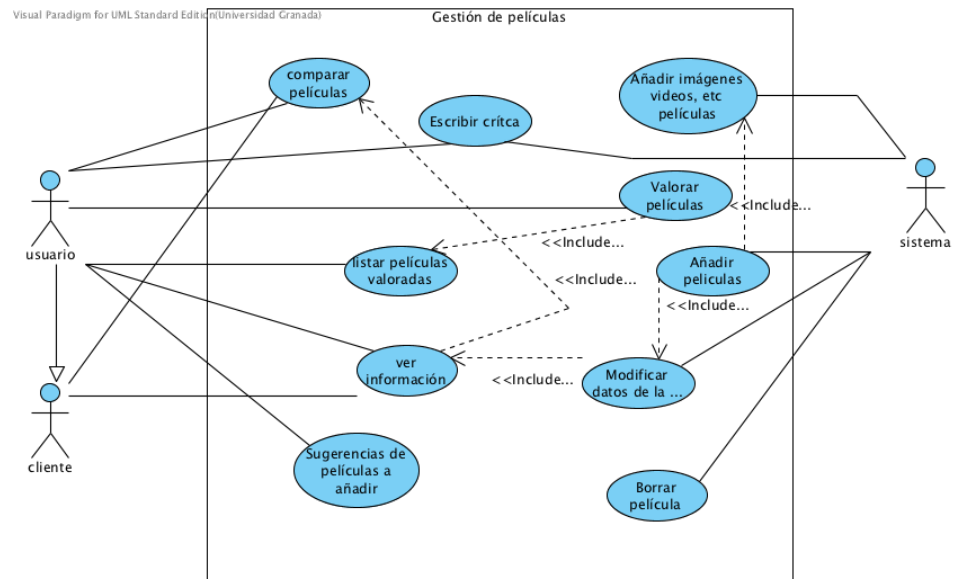 Visual Paradigm for UML Standard Edition(Universidad Granada)
Gestión de películas
comparar
películas
Añadir imágenes
videos, etc
películas
Escribir crítca
Valorar
películas
<<Include...
usuario
sistema
<<Include...
listar películas
valoradas
Añadir
peliculas
<<Include...
<<Include...
ver
información
<<Include...
Modificar
datos de la ...
cliente
Sugerencias de
películas a
añadir
Borrar
película